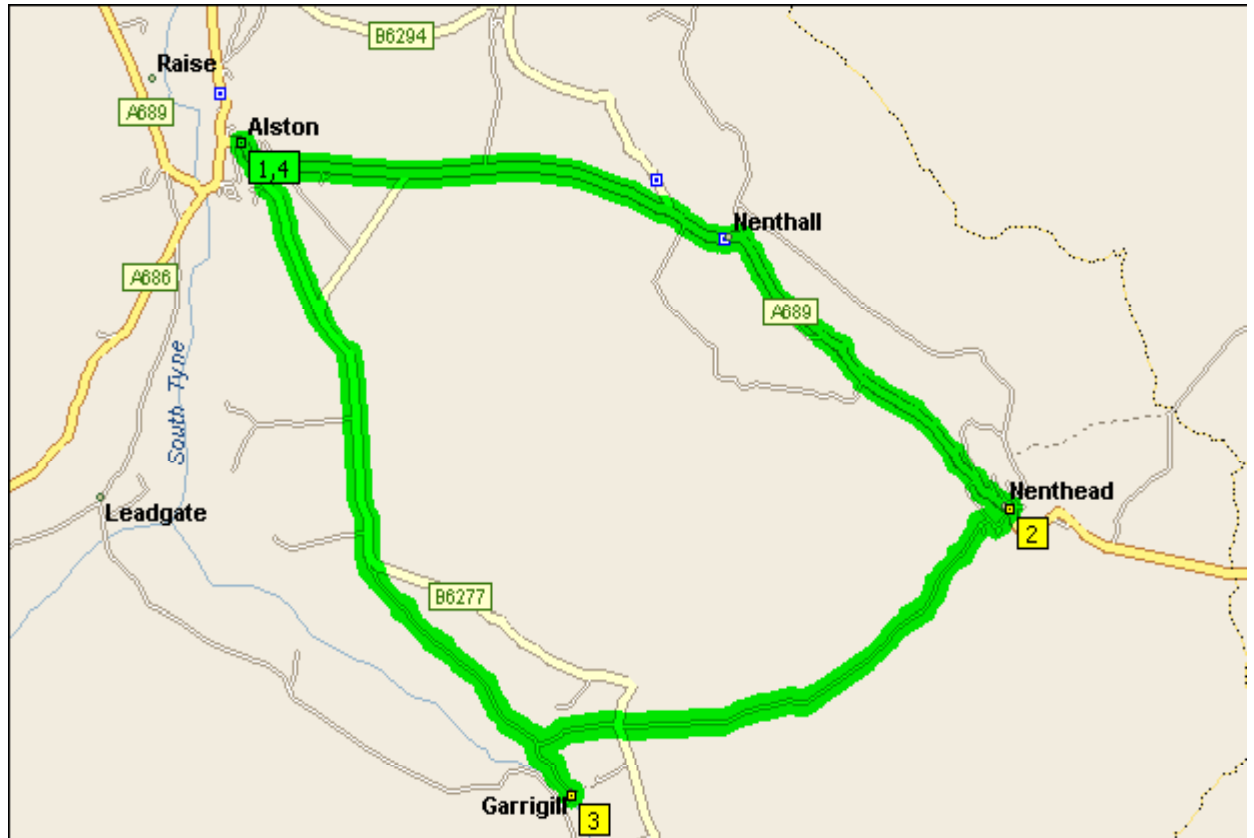 B6294
Raise
A689
Alston
1,4
Nenthall
A686
A689
South Tyne
Nenthead
Leadgate
2
B6277
Garrigill
3